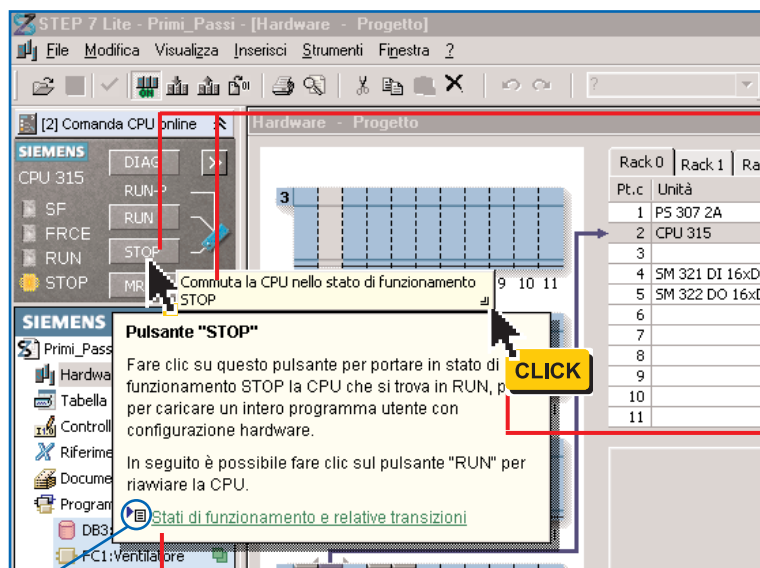 STEP 7 Lite - Primi_Passi - [Hardware - Progetto]
File Modifica Visualizza Inserisci Strumenti Finestra ?
ON
?
[2] Comanda CPU online
Hardware - Progetto
SIEMENS
CPU 315
DIAG
>>
RUN-P
SF
RUN
FRCE
STOP
RUN
STOP
MR
3
9 10 11
Commuta la CPU nello stato di funzionamento
STOP
Rack 0 Rack 1 Ra
Pt.c Unità
1 PS 307 2A
2 CPU 315
3
4 SM 321 DI 16xD
5 SM 322 DO 16xD
6
7
8
9
10
11
SIEMENS
Primi_Pass
Hardwa
Tabella
Controll
Riferime
Docume
Program
DB3:
FC1:Ventilatore
Pulsante "STOP"
Fare clic su questo pulsante per portare in stato di
funzionamento STOP la CPU che si trova in RUN, p
per caricare un intero programma utente con
configurazione hardware.
In seguito è possibile fare clic sul pulsante "RUN" per
riavviare la CPU.
Stati di funzionamento e relative transizioni
CLICK